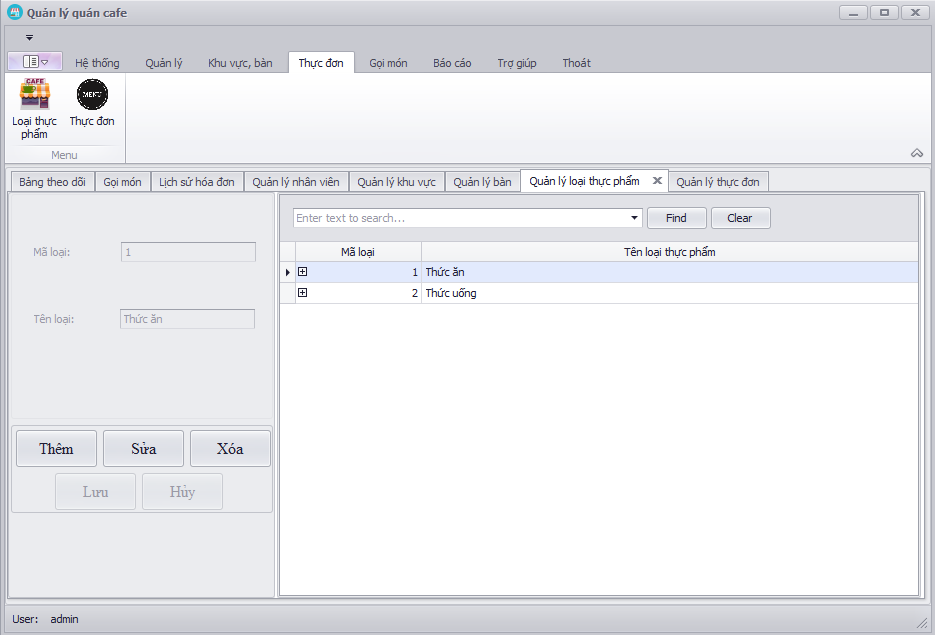 Quản lý quán cafe
Hệ thống Quản lý Khu vực, bàn Thực đơn Gọi món Báo cáo Trợ giúp Thoát
CAFE MENU
Loại thực Thực đơn
phẩm
Menu
Bảng theo dõi Gọi món Lịch sử hóa đơn Quản lý nhân viên Quản lý khu vực Quản lý bàn Quản lý loại thực phẩm Quản lý thực đơn
Enter text to search... Find Clear
Mã loại: 1
Mã loại Tên loại thực phẩm
1 Thức ăn
2 Thức uống
Tên loại: Thức ăn
Thêm Sửa Xóa
Lưu Hủy
User: admin